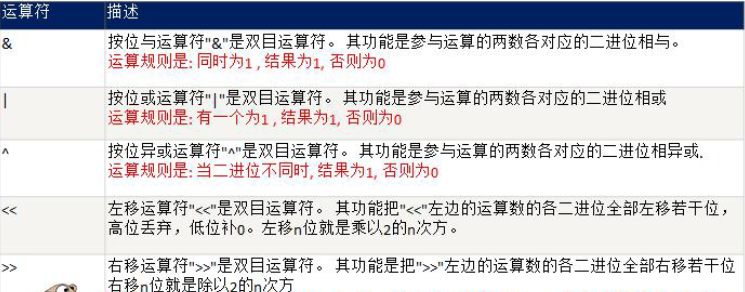 运算符 描述
& 按位与运算符"&"是双目运算符。 其功能是参与运算的两数各对应的二进位相与。
运算规则是: 同时为1 , 结果为1, 否则为0
| 按位或运算符"|"是双目运算符。 其功能是参与运算的两数各对应的二进位相或
运算规则是: 有一个为1 , 结果为1, 否则为0
^ 按位异或运算符"^"是双目运算符。 其功能是参与运算的两数各对应的二进位相异或.
运算规则是: 当二进位不同时, 结果为1, 否则为0
<< 左移运算符"<<"是双目运算符。 其功能把"<<"左边的运算数的各二进位全部左移若干位，
高位丢弃，低位补0。左移n位就是乘以2的n次方。
>> 右移运算符">>"是双目运算符。 其功能是把">>"左边的运算数的各二进位全部右移若干位
右移n位就是除以2的n次方